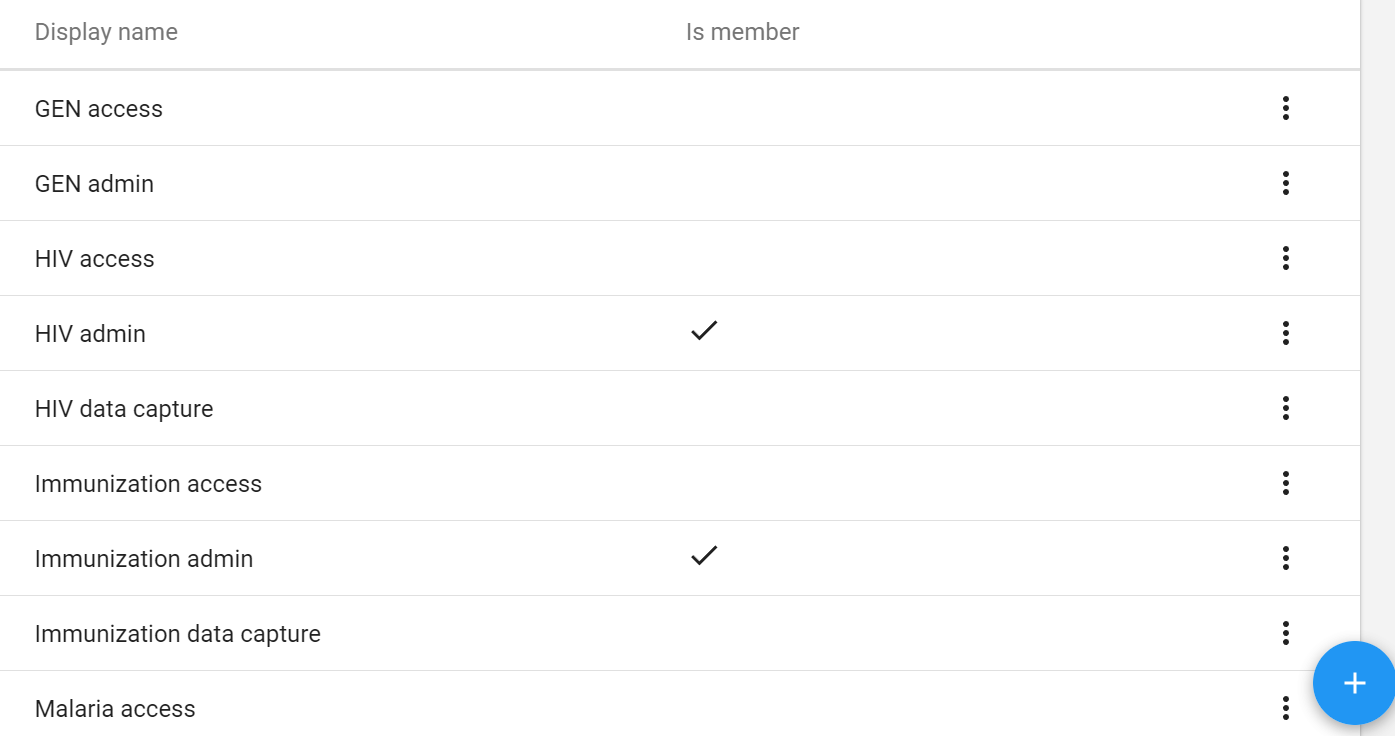 Display name Is member
GEN access
GEN admin
HIV access
HIV admin
HIV data capture
Immunization access
Immunization admin
Immunization data capture
Malaria access